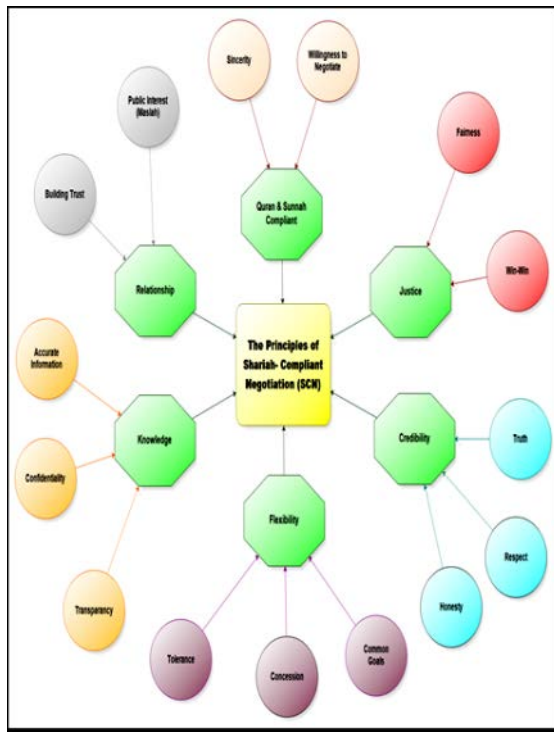 Sincerity
Willingness to
Negotiate
Public Interest
(Maslah)
Fairness
Building Trust
Quran & Sunnah
Compliant
Relationship
Justice
Win-Win
The Principles of
Shariah- Compliant
Negotiation (SCN)
Accurate
Information
Knowledge
Credibility
Truth
Confidentiality
Flexibility
Respect
Transparancy
Honesty
Tolerance
Concession
Common
Goals